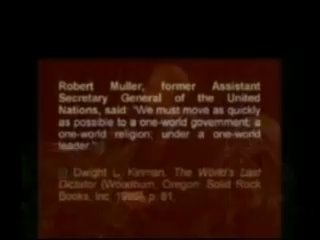 Robert Muller, former Assistant
Secretary General of the United
Nations, said: "We must move as quickly
as possible to a one-world government; a
one-world religion; under a one-world
leader."
Dwight L. Kinman, The World's Last
Dictator (Woodburn, Oregon: Solid Rock
Books, Inc. p. 81.